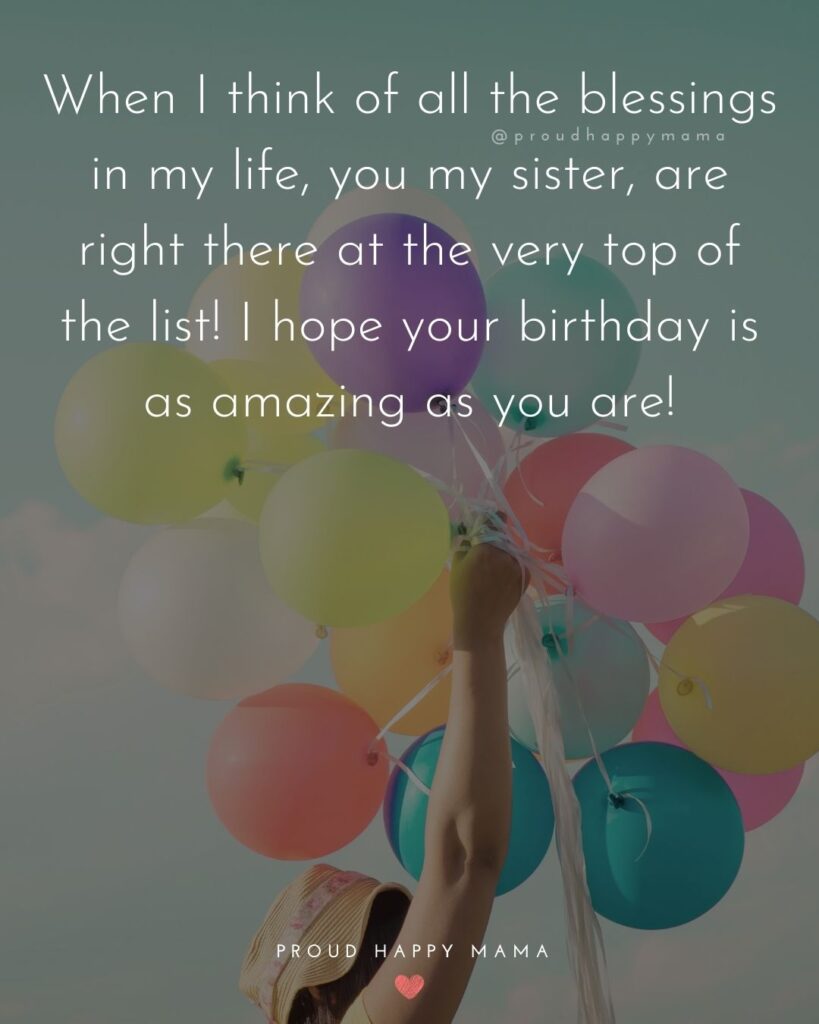 When I think of all the blessings
@proudhappymama
in my life, you my sister, are
right there at the very top of
the list! I hope your birthday is
as amazing as you are!
PROUD HAPPY MAMA